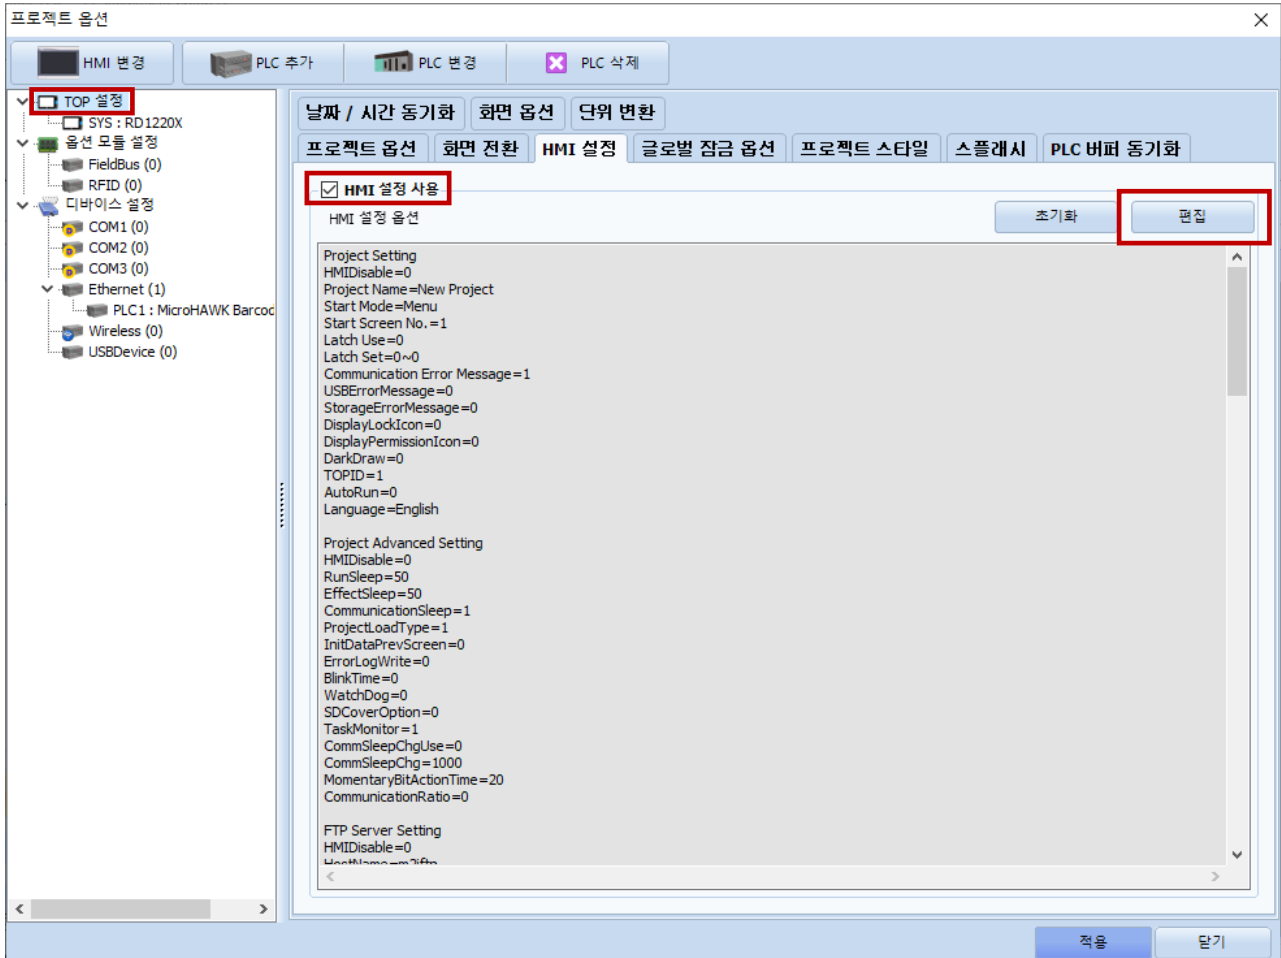 프로젝트 옵션
HMI 변경
PLC 추가
PLC 변경
PLC 삭제
TOP 설정
SYS : RD1220X
옵션 모듈 설정
FieldBus (0)
RFID (0)
디바이스 설정
COM1 (0)
COM2 (0)
COM3 (0)
Ethernet (1)
PLC1 : MicroHAWK Barcod
Wireless (0)
USBDevice (0)
날짜 / 시간 동기화
화면 옵션
단위 변환
프로젝트 옵션
화면 전환
HMI 설정
글로벌 잠금 옵션
프로젝트 스타일
스플래시
PLC 버퍼 동기화
HMI 설정 사용
HMI 설정 옵션
초기화
편집
Project Setting
HMIDisable=0
Project Name=New Project
Start Mode=Menu
Start Screen No.=1
Latch Use=0
Latch Set=0~0
Communication Error Message=1
USBErrorMessage=0
StorageErrorMessage=0
DisplayLockIcon=0
DisplayPermissionIcon=0
DarkDraw=0
TOPID=1
AutoRun=0
Language=English
Project Advanced Setting
HMIDisable=0
RunSleep=50
EffectSleep=50
CommunicationSleep=1
ProjectLoadType=1
InitDataPrevScreen=0
ErrorLogWrite=0
BlinkTime=0
WatchDog=0
SDCoverOption=0
TaskMonitor=1
CommSleepChgUse=0
CommSleepChg=1000
MomentaryBitActionTime=20
CommunicationRatio=0
FTP Server Setting
HMIDisable=0
HostName=m2iftp
적용
닫기